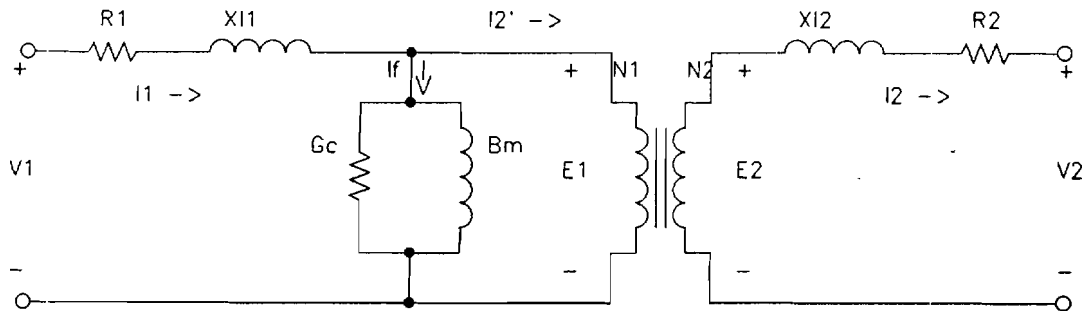 R1 Xl1 I2' -> Xl2 R2
+ If + N1 N2 + +
I1 -> I2 ->
Gc Bm
V1 E1 E2 V2
- - - -